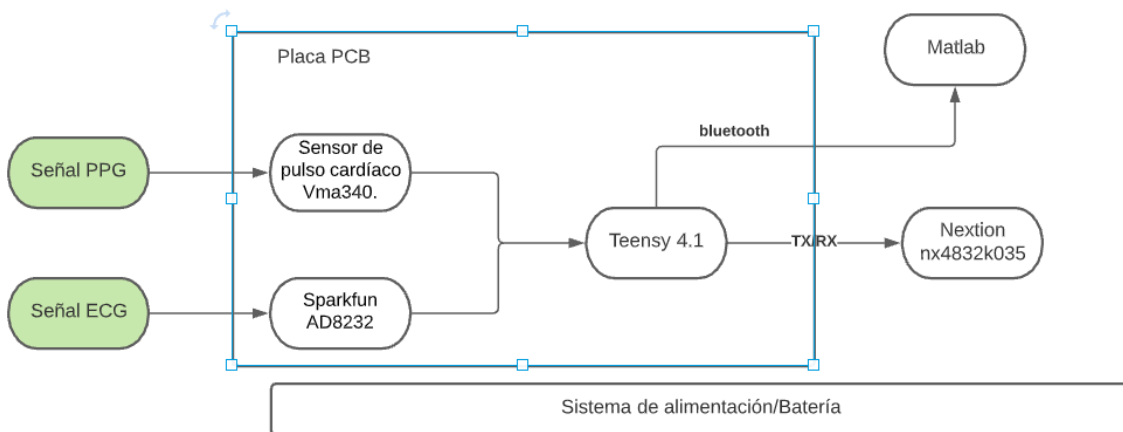 Placa PCB
Matlab
bluetooth
Señal PPG
Sensor de
pulso cardíaco
Vma340.
Teensy 4.1
TX/RX
Nextion
nx4832k035
Señal ECG
Sparkfun
AD8232
Sistema de alimentación/Batería